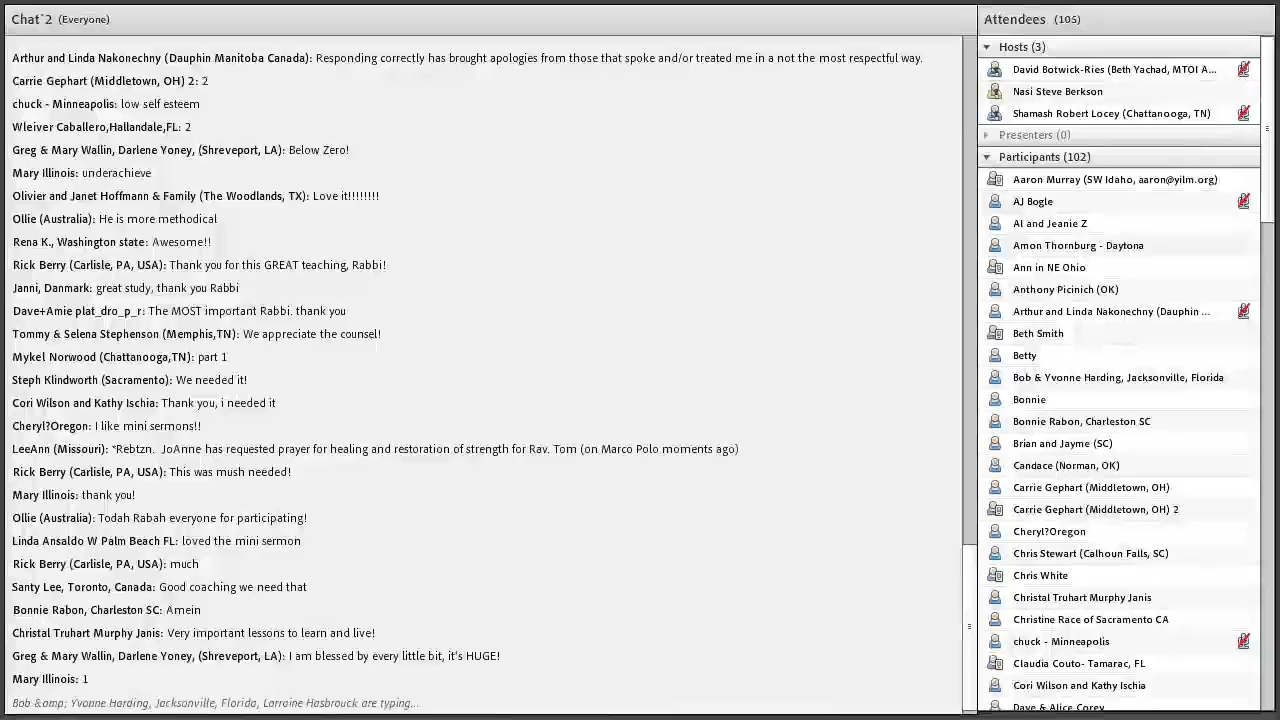 Chat˜2 (Everyone)
Arthur and Linda Nakonechny (Dauphin Manitoba Canada): Responding correctly has brought apologies from those that spoke and/or treated me in a not the most respectful way.
Carrie Gephart (Middletown, OH) 2: 2
chuck - Minneapolis: low self esteem
Wleiver Caballero,Hallandale,FL: 2
Greg & Mary Wallin, Darlene Yoney, (Shreveport, LA): Below Zero!
Mary Illinois: underachieve
Olivier and Janet Hoffmann & Family (The Woodlands, TX): Love it!!!!!!!!
Ollie (Australia): He is more methodical
Rena K., Washington state: Awesome!!
Rick Berry (Carlisle, PA, USA): Thank you for this GREAT teaching, Rabbi!
Janni, Danmark: great study, thank you Rabbi
Dave+Amie plat_dro_p_r: The MOST important Rabbi. thank you
Tommy & Selena Stephenson (Memphis,TN): We appreciate the counsel!
Mykel Norwood (Chattanooga,TN): part 1
Steph Klindworth (Sacramento): We needed it!
Cori Wilson and Kathy Ischia: Thank you, i needed it
Cheryl?Oregon: I like mini sermons!!
LeeAnn (Missouri): *Rebtzn. JoAnne has requested prayer for healing and restoration of strength for Rav. Tom (on Marco Polo moments ago)
Rick Berry (Carlisle, PA, USA): This was mush needed!
Mary Illinois: thank you!
Ollie (Australia): Todah Rabah everyone for participating!
Linda Ansaldo W Palm Beach FL: loved the mini sermon
Rick Berry (Carlisle, PA, USA): much
Santy Lee, Toronto, Canada: Good coaching we need that
Bonnie Rabon, Charleston SC: Amein
Christal Truhart Murphy Janis: Very important lessons to learn and live!
Greg & Mary Wallin, Darlene Yoney, (Shreveport, LA): I am blessed by every little bit, it's HUGE!
Mary Illinois: 1
Bob &amp; Yvonne Harding, Jacksonville, Florida, Lorraine Hasbrouck are typing...
Attendees (105)
Hosts (3)
David Botwick-Ries (Beth Yachad, MTOI A...
Nasi Steve Berkson
Shamash Robert Locey (Chattanooga, TN)
Presenters (0)
Participants (102)
Aaron Murray (SW Idaho, aaron@yilm.org)
AJ Bogle
Al and Jeanie Z
Amon Thornburg - Daytona
Ann in NE Ohio
Anthony Picinich (OK)
Arthur and Linda Nakonechny (Dauphin ...
Beth Smith
Betty
Bob & Yvonne Harding, Jacksonville, Florida
Bonnie
Bonnie Rabon, Charleston SC
Brian and Jayme (SC)
Candace (Norman, OK)
Carrie Gephart (Middletown, OH)
Carrie Gephart (Middletown, OH) 2
Cheryl?Oregon
Chris Stewart (Calhoun Falls, SC)
Chris White
Christal Truhart Murphy Janis
Christine Race of Sacramento CA
chuck - Minneapolis
Claudia Couto- Tamarac, FL
Cori Wilson and Kathy Ischia
Dave & Alice Corey